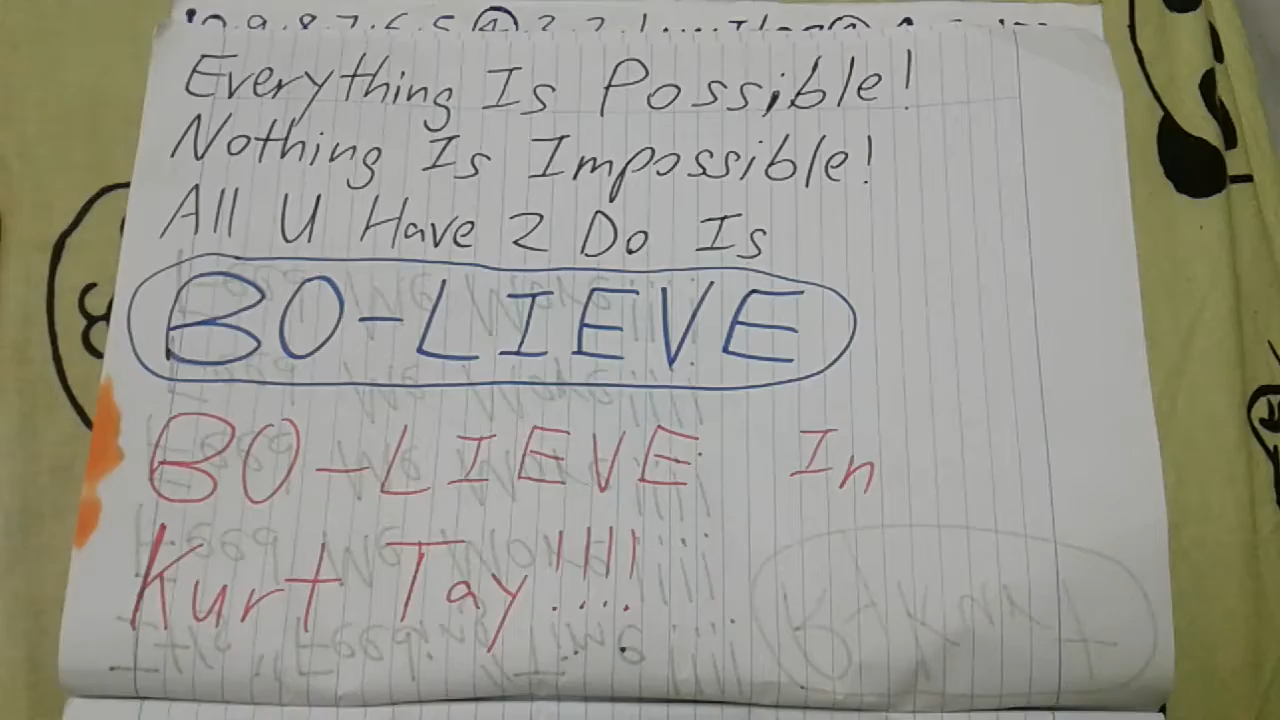 Everything Is Possible!
Nothing Is Impossible!
All U Have 2 Do Is
BO-LIEVE
BO-LIEVE In
Kurt Tay!!!!